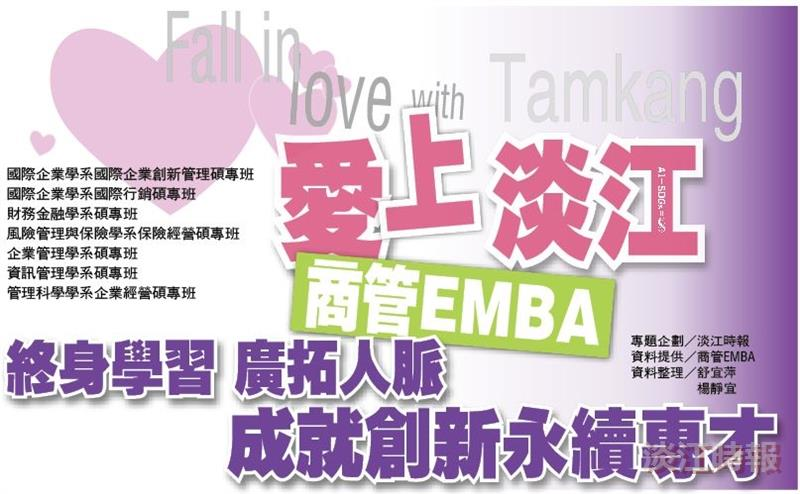 Fall in
love with Tamkang
愛上淡江
AI+SDGs=∞
商管EMBA
國際企業學系國際企業創新管理碩專班
國際企業學系國際行銷碩專班
財務金融學系碩專班
風險管理與保險學系保險經營碩專班
企業管理學系碩專班
資訊管理學系碩專班
管理科學學系企業經營碩專班
專題企劃／淡江時報
資料提供／商管EMBA
資料整理／舒宜萍
楊靜宜
終身學習 廣拓人脈
成就創新永續專才
淡江時報